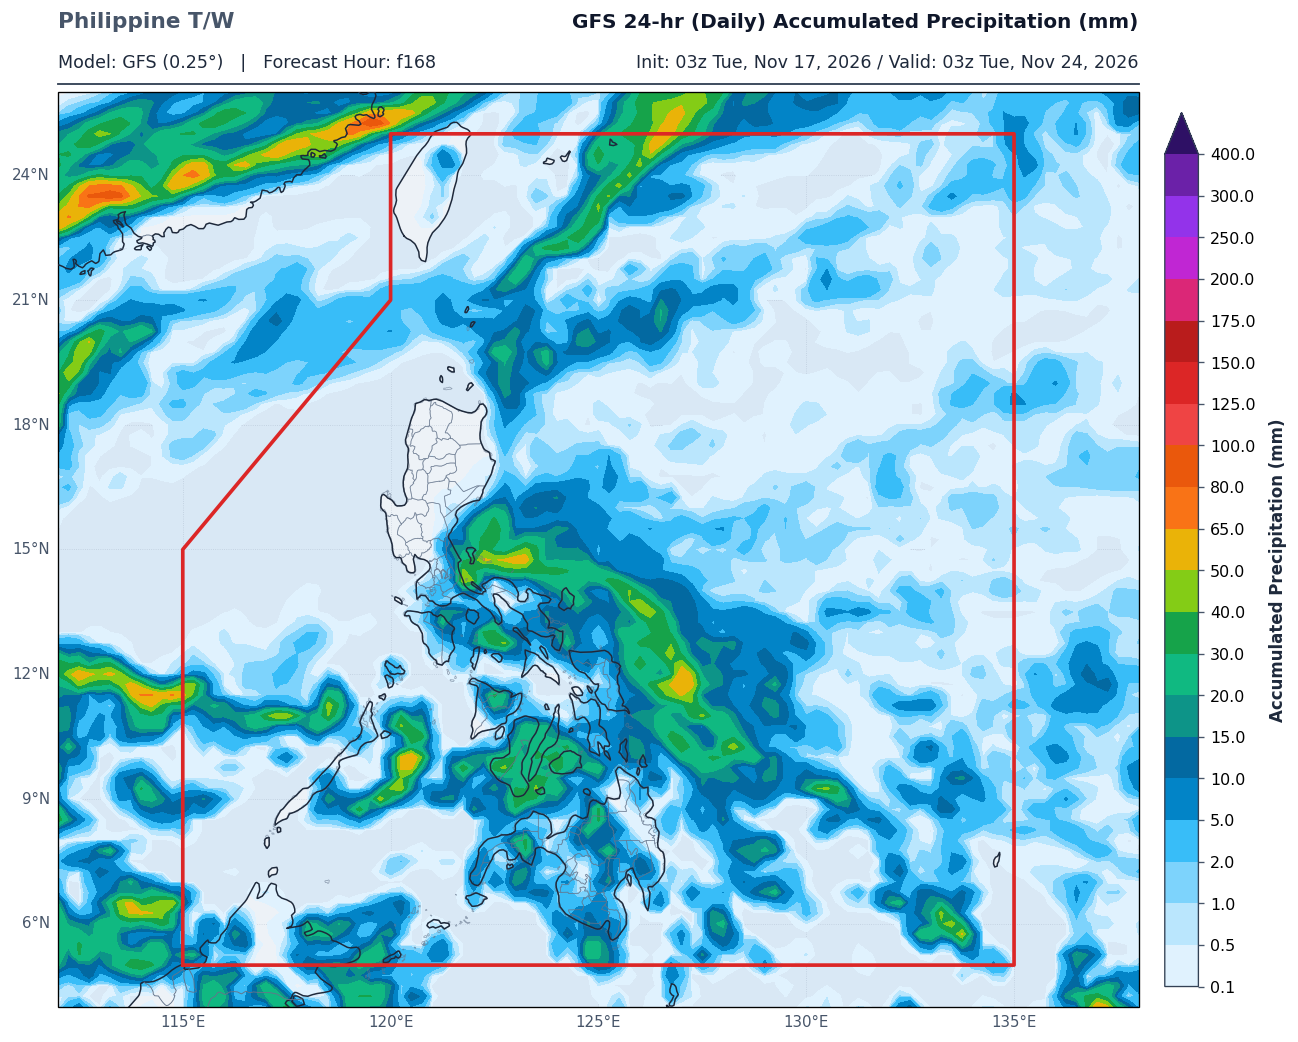 Philippine T/W
GFS 24-hr (Daily) Accumulated Precipitation (mm)
Model: GFS (0.25°)   |   Forecast Hour: f168
Init: 03z Tue, Nov 17, 2026 / Valid: 03z Tue, Nov 24, 2026
24°N
21°N
18°N
15°N
12°N
9°N
6°N
115°E
120°E
125°E
130°E
135°E
400.0
300.0
250.0
200.0
175.0
150.0
125.0
100.0
80.0
65.0
50.0
40.0
30.0
20.0
15.0
10.0
5.0
2.0
1.0
0.5
0.1
Accumulated Precipitation (mm)